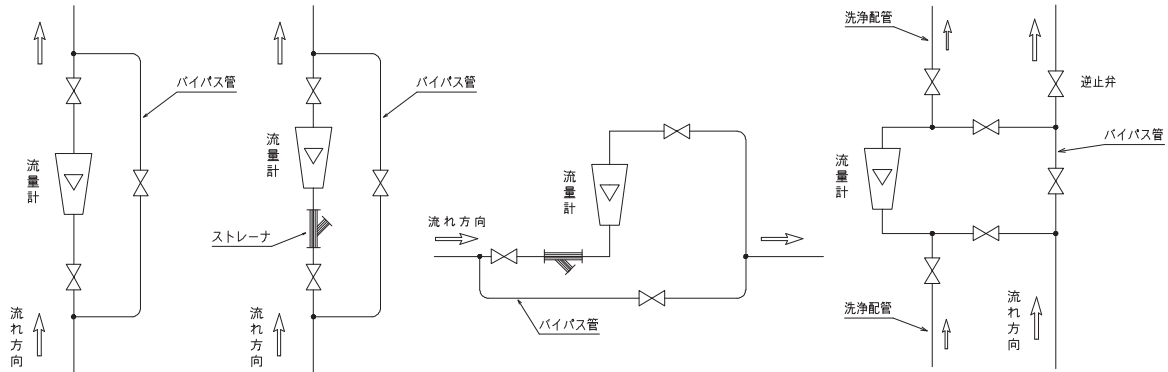 バイパス管
流量計
流れ方向
バイパス管
流量計
ストレーナ
流れ方向
流量計
流れ方向
バイパス管
洗浄配管
逆止弁
バイパス管
流量計
洗浄配管
流れ方向